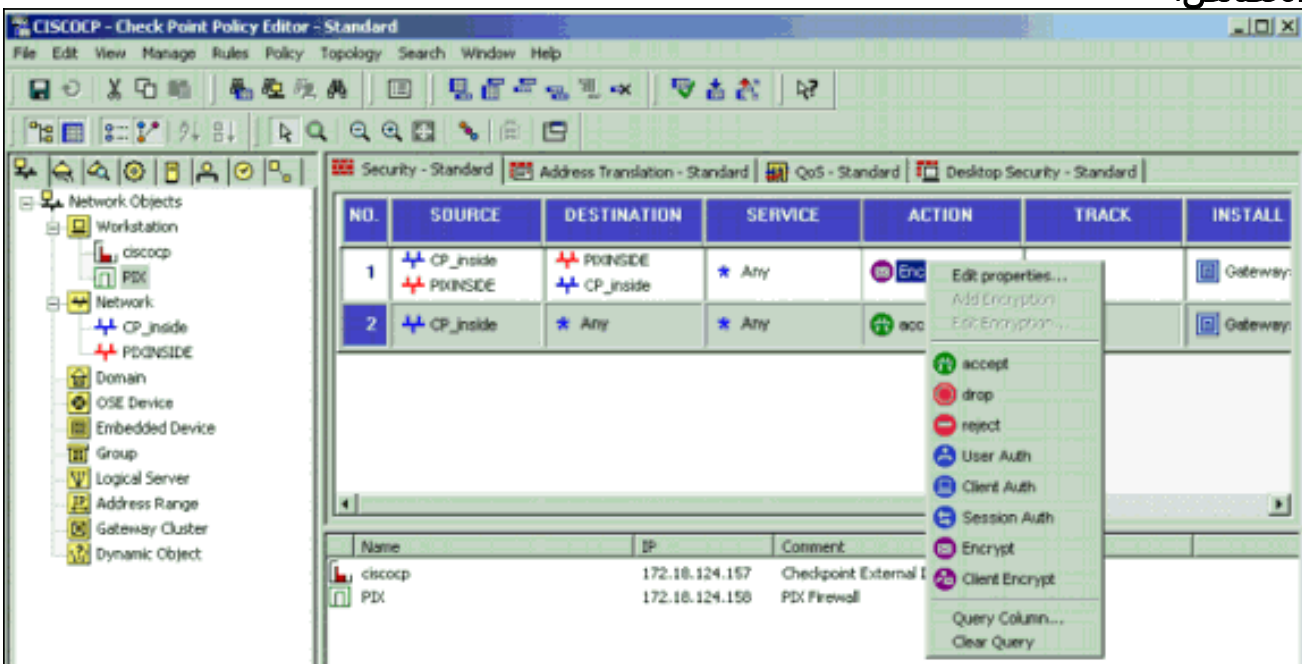 CISCOCP - Check Point Policy Editor - Standard
File Edit View Manage Rules Policy Topology Search Window Help
Security - Standard Address Translation - Standard QoS - Standard Desktop Security - Standard
Network Objects
Workstation
ciscocp
PIX
Network
CP_inside
PIXINSIDE
Domain
OSE Device
Embedded Device
Group
Logical Server
Address Range
Gateway Cluster
Dynamic Object
NO. SOURCE DESTINATION SERVICE ACTION TRACK INSTALL
1 CP_inside PIXINSIDE Any Enc Gateway
PIXINSIDE CP_inside
2 CP_inside Any Any acc Gateway
Edit properties...
Add Encryption
Edit Encryption...
accept
drop
reject
User Auth
Client Auth
Session Auth
Encrypt
Client Encrypt
Query Column...
Clear Query
Name IP Comment
ciscocp 172.18.124.157 Checkpoint External
PIX 172.18.124.158 PIX Firewall